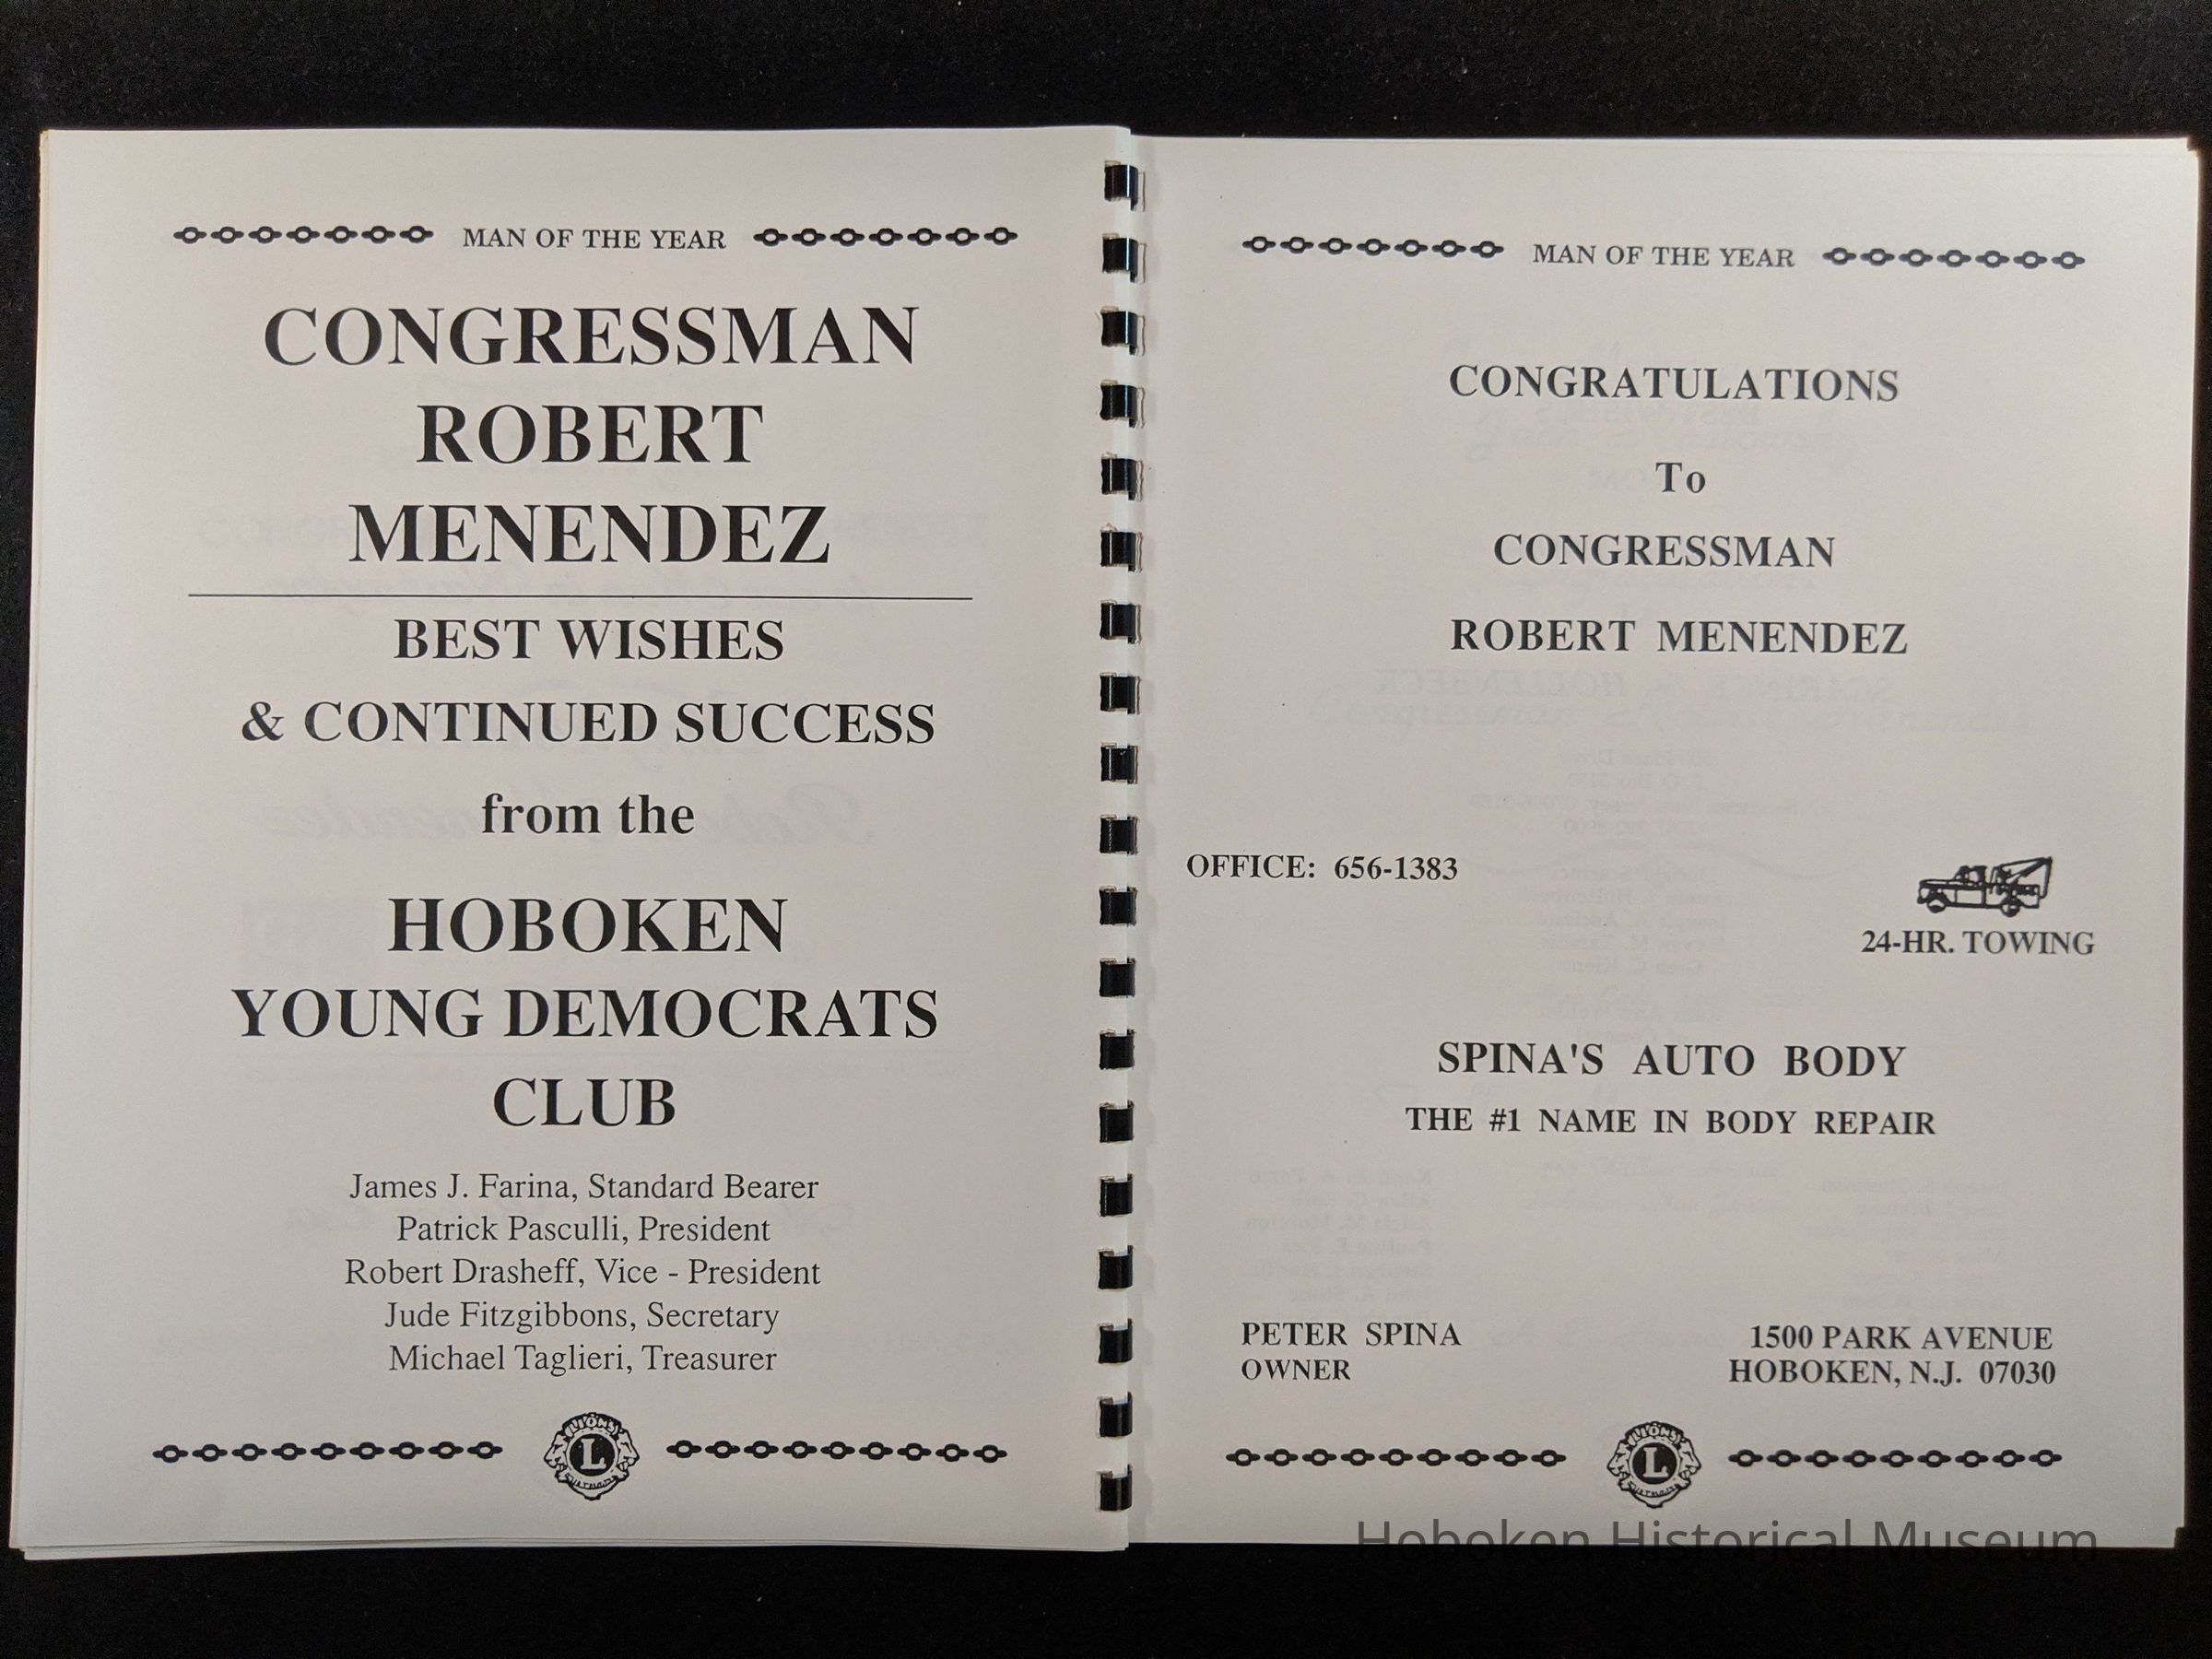 MAN OF THE YEAR
CONGRESSMAN
ROBERT
MENENDEZ
BEST WISHES
& CONTINUED SUCCESS
from the
HOBOKEN
YOUNG DEMOCRATS
CLUB
James J. Farina, Standard Bearer
Patrick Pasculli, President
Robert Drasheff, Vice - President
Jude Fitzgibbons, Secretary
Michael Taglieri, Treasurer
LIONS
L
MAN OF THE YEAR
CONGRATULATIONS
To
CONGRESSMAN
ROBERT MENENDEZ
OFFICE: 656-1383
24-HR. TOWING
SPINA'S AUTO BODY
THE #1 NAME IN BODY REPAIR
PETER SPINA
OWNER
1500 PARK AVENUE
HOBOKEN, N.J. 07030
LIONS
L
Hoboken Historical Museum